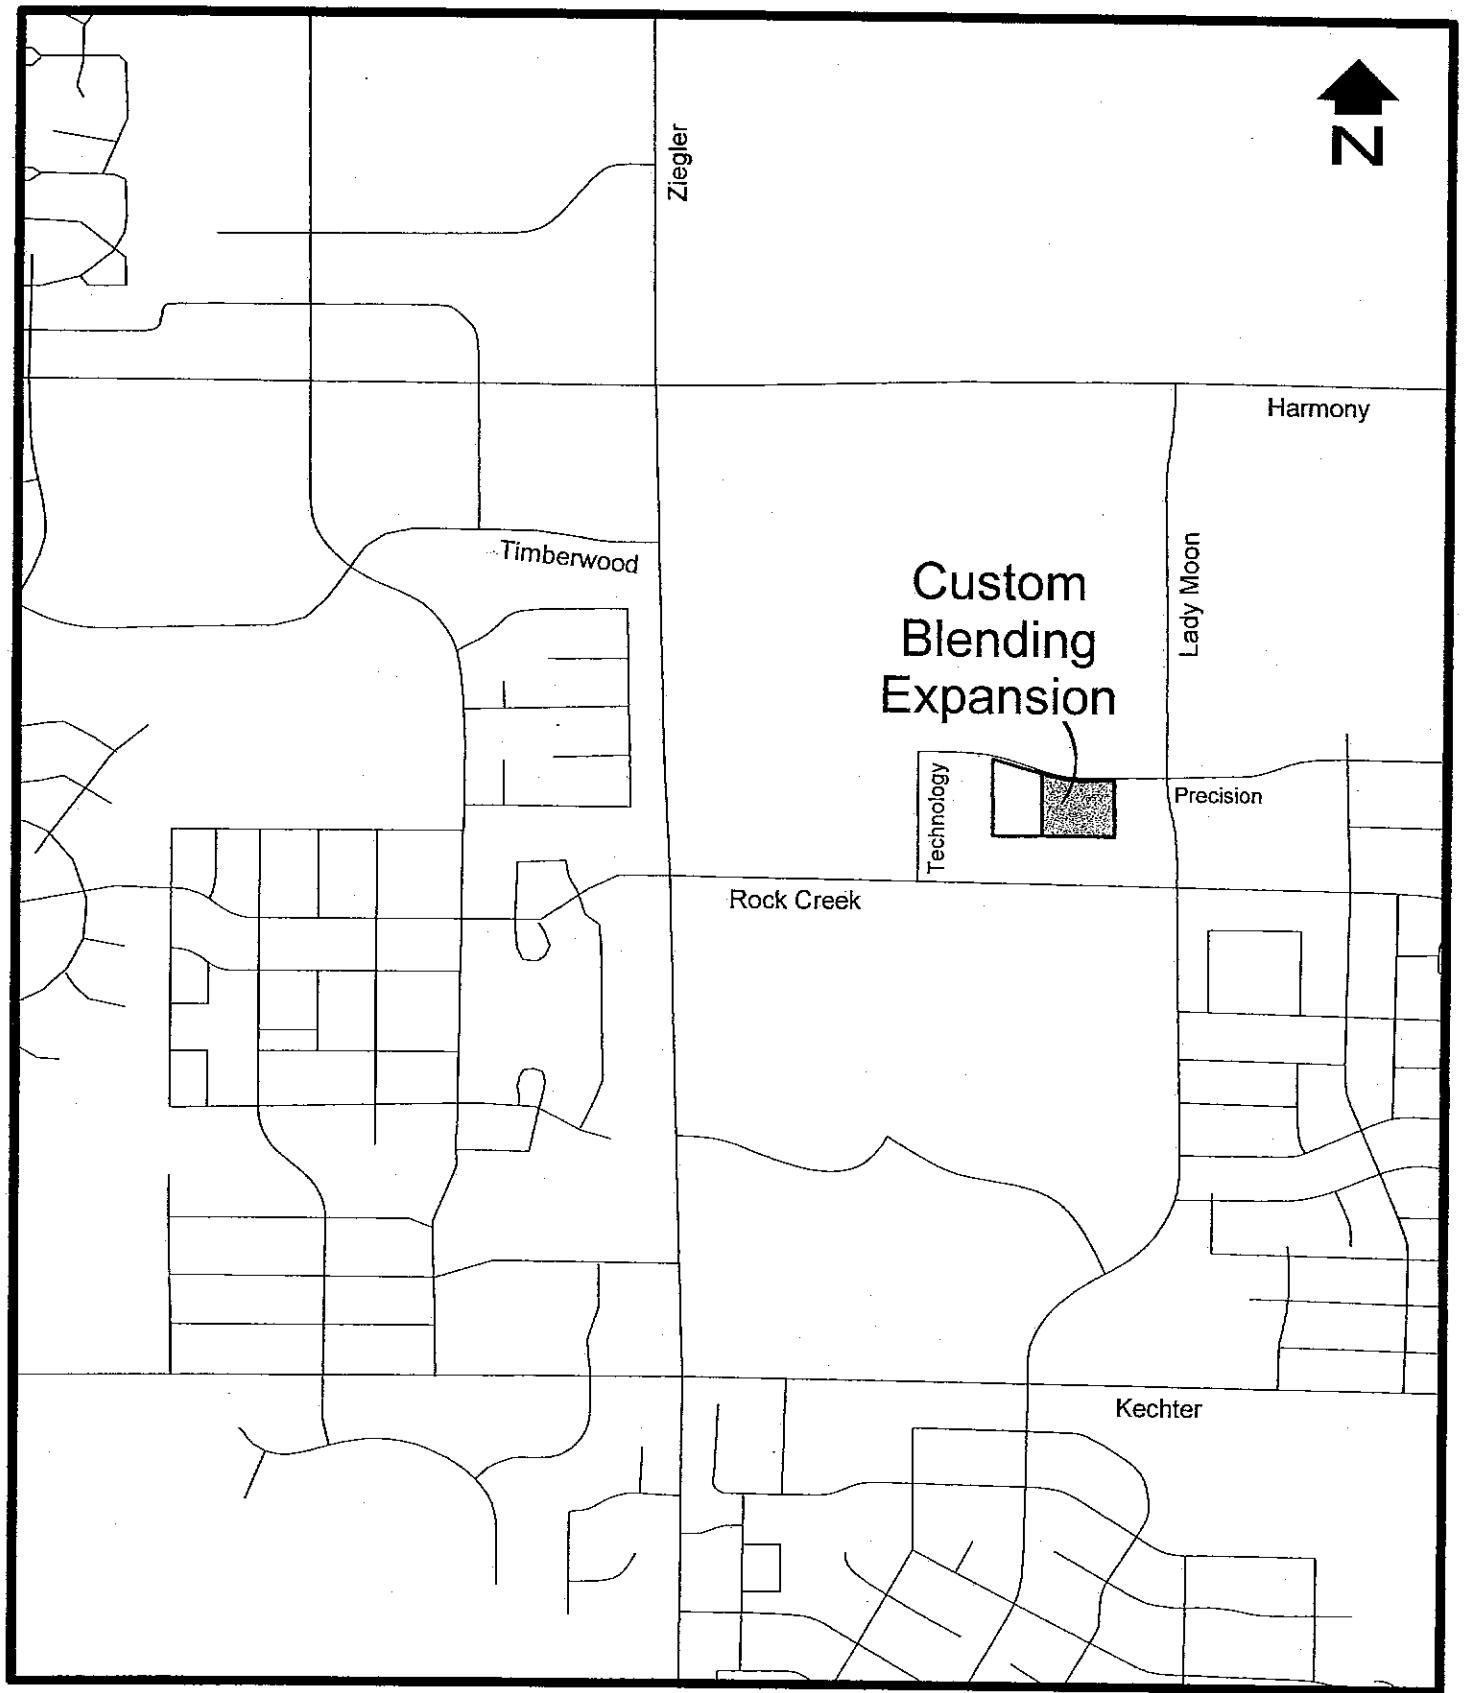 Ziegler
N
Harmony
Timberwood
Lady Moon
Custom
Blending
Expansion
Technology
Precision
Rock Creek
Kechter